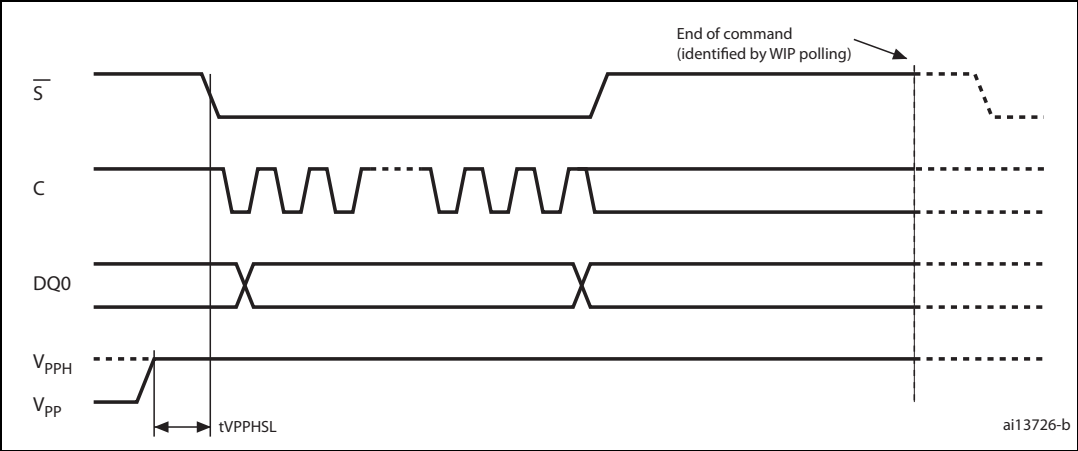 End of command
(identified by WIP polling)
S̅
C
DQ0
VPPH
VPP
tVPPHSL
ai13726-b